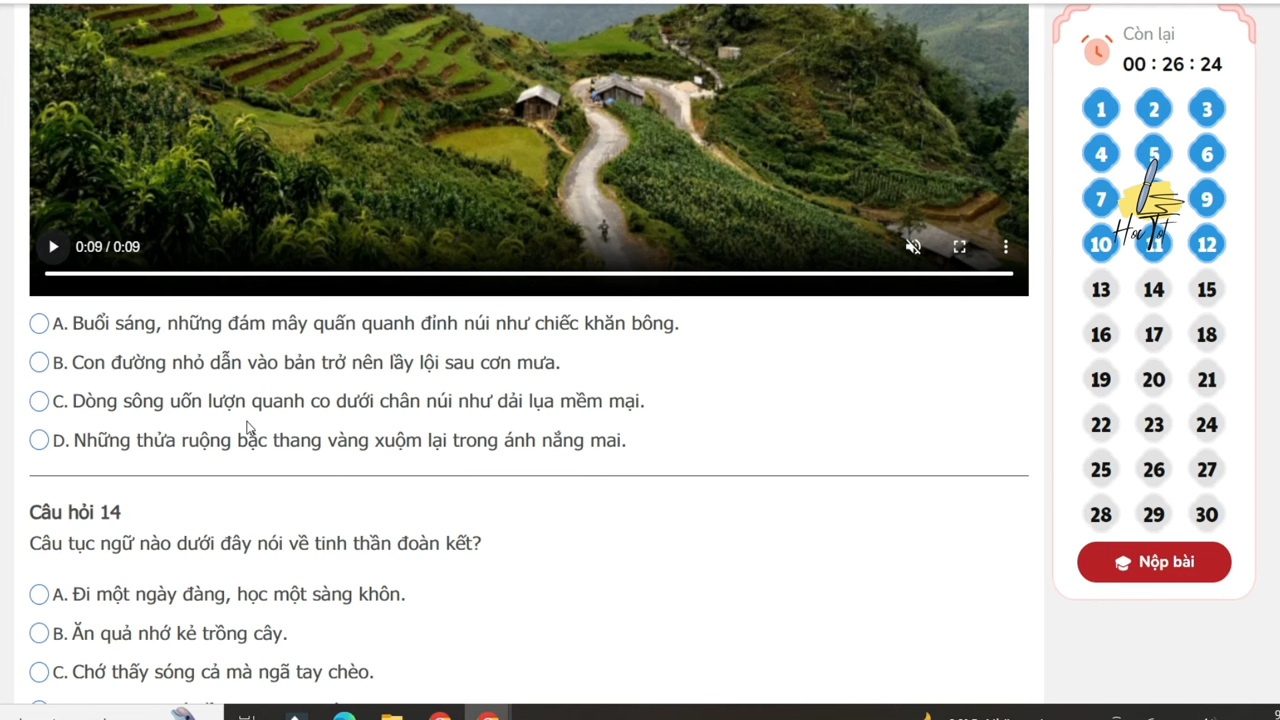 Còn lại
00 : 26 : 24
1 2 3
4 5 6
7 9
Học Tốt
10 11 12
13 14 15
16 17 18
19 20 21
22 23 24
25 26 27
28 29 30
Nộp bài
0:09 / 0:09
A. Buổi sáng, những đám mây quấn quanh đỉnh núi như chiếc khăn bông.
B. Con đường nhỏ dẫn vào bản trở nên lầy lội sau cơn mưa.
C. Dòng sông uốn lượn quanh co dưới chân núi như dải lụa mềm mại.
D. Những thửa ruộng bậc thang vàng xuộm lại trong ánh nắng mai.
Câu hỏi 14
Câu tục ngữ nào dưới đây nói về tinh thần đoàn kết?
A. Đi một ngày đàng, học một sàng khôn.
B. Ăn quả nhớ kẻ trồng cây.
C. Chớ thấy sóng cả mà ngã tay chèo.